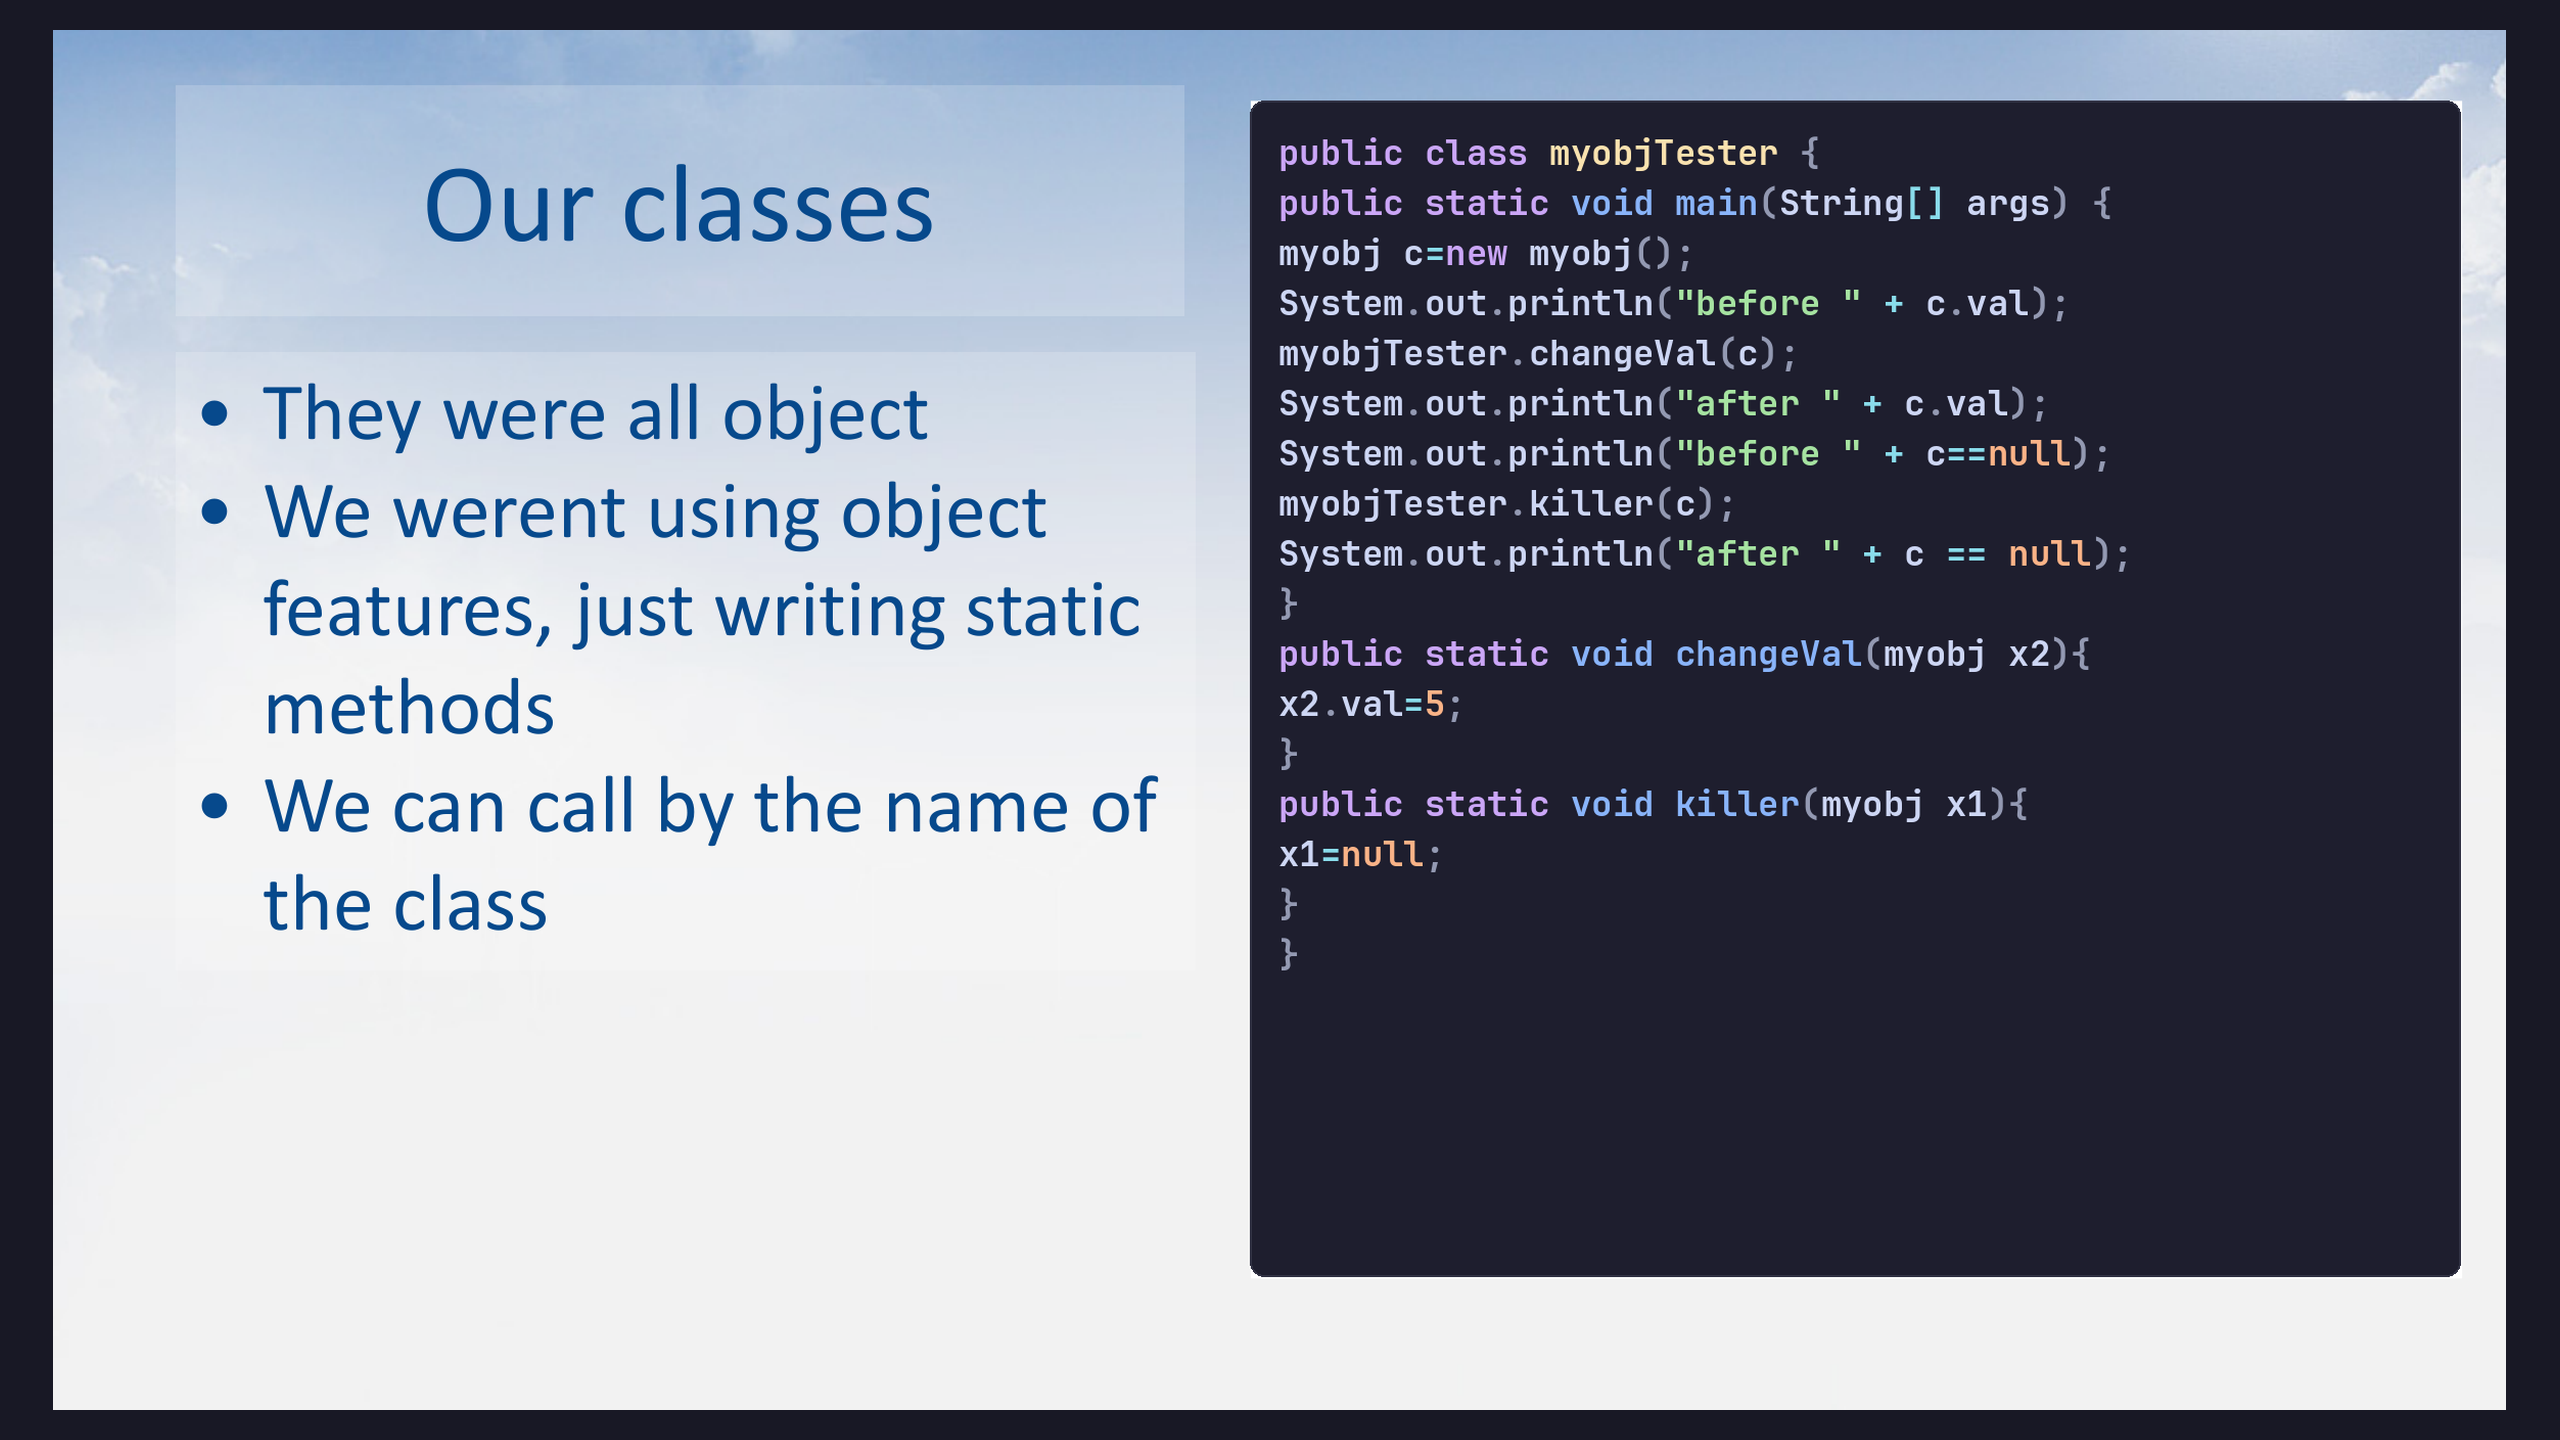 Our classes
• They were all object
• We werent using object
features, just writing static
methods
• We can call by the name of
the class
public class myobjTester {
public static void main(String[] args) {
myobj c=new myobj();
System.out.println("before " + c.val);
myobjTester.changeVal(c);
System.out.println("after " + c.val);
System.out.println("before " + c==null);
myobjTester.killer(c);
System.out.println("after " + c == null);
}
public static void changeVal(myobj x2){
x2.val=5;
}
public static void killer(myobj x1){
x1=null;
}
}